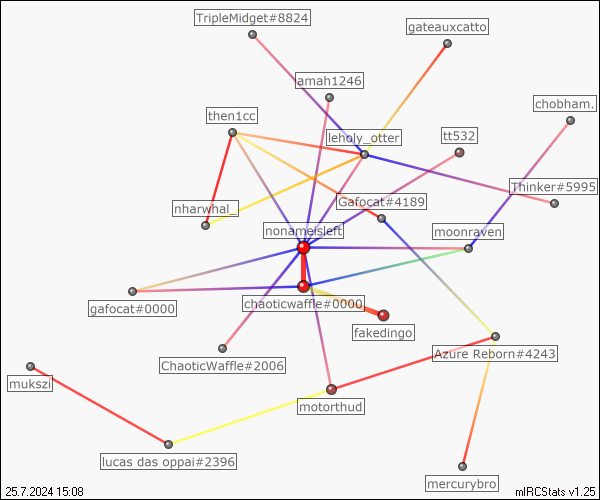 TripleMidget#8824
gateauxcatto
amah1246
chobham.
then1cc
leholy_otter
tt532
Thinker#5995
nharwhal_
Gafocat#4189
nonameisleft
moonraven
gafocat#0000
chaoticwaffle#0000
fakedingo
ChaoticWaffle#2006
Azure Reborn#4243
mukszi
motorthud
lucas das oppai#2396
mercurybro
25.7.2024 15:08
mIRCStats v1.25